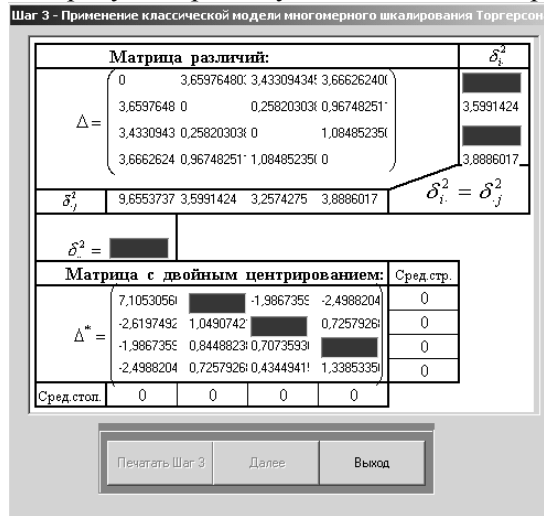 Шаг 3 - Применение классической модели многомерного шкалирования Торгерсон
Матрица различий: δ²i.
0 3,65976480 3,43309434 3,66626240
3,6597648 0 0,25820303 0,96748251 3,5991424
Δ =
3,4330943 0,25820303 0 1,08485235
3,6662624 0,96748251 1,08485235 0 3,8886017
δ².j 9,6553737 3,5991424 3,2574275 3,8886017 δ²i. = δ².j
δ².. =
Матрица с двойным центрированием: Сред.стр.
7,1053056 -1,986735 -2,4988204 0
-2,6197492 1,0490742 0,7257926 0
Δ* =
-1,986735 0,8448823 0,7073593 0
-2,4988204 0,7257926 0,4344941 1,3385335 0
Сред.стол. 0 0 0 0
Печатать Шаг 3 Далее Выход